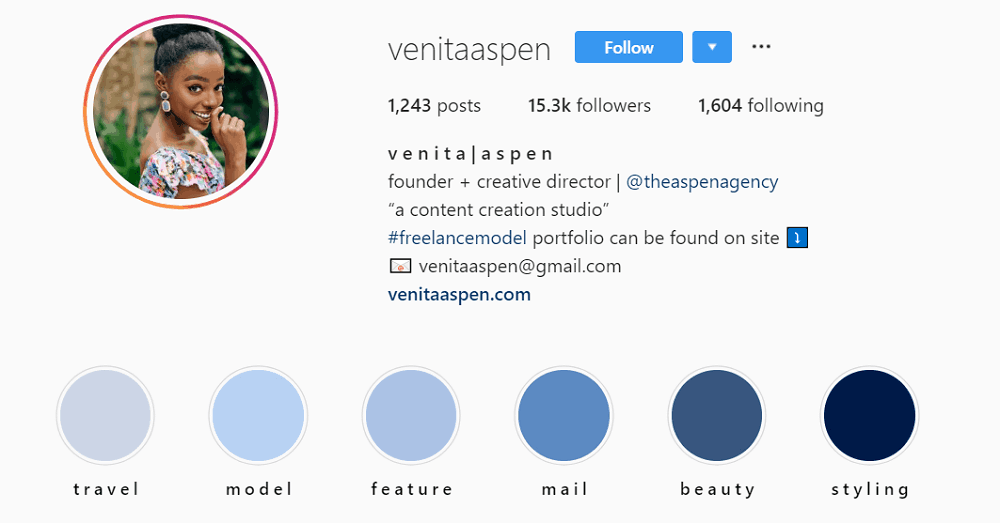 venitaaspen Follow
1,243 posts 15.3k followers 1,604 following
v e n i t a | a s p e n
founder + creative director | @theaspenagency
“a content creation studio”
#freelancemodel portfolio can be found on site ⤵
💌 venitaaspen@gmail.com
venitaaspen.com
t r a v e l m o d e l f e a t u r e m a i l b e a u t y s t y l i n g